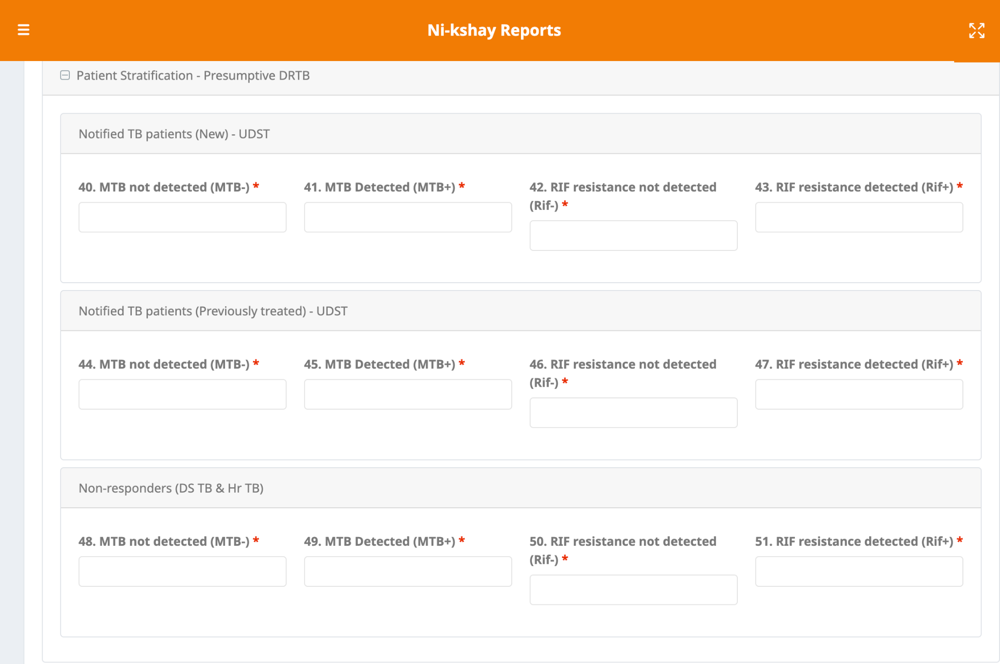 Ni-kshay Reports
Patient Stratification - Presumptive DRTB
Notified TB patients (New) - UDST
40. MTB not detected (MTB-) *
41. MTB Detected (MTB+) *
42. RIF resistance not detected
(Rif-) *
43. RIF resistance detected (Rif+) *
Notified TB patients (Previously treated) - UDST
44. MTB not detected (MTB-) *
45. MTB Detected (MTB+) *
46. RIF resistance not detected
(Rif-) *
47. RIF resistance detected (Rif+) *
Non-responders (DS TB & Hr TB)
48. MTB not detected (MTB-) *
49. MTB Detected (MTB+) *
50. RIF resistance not detected
(Rif-) *
51. RIF resistance detected (Rif+) *